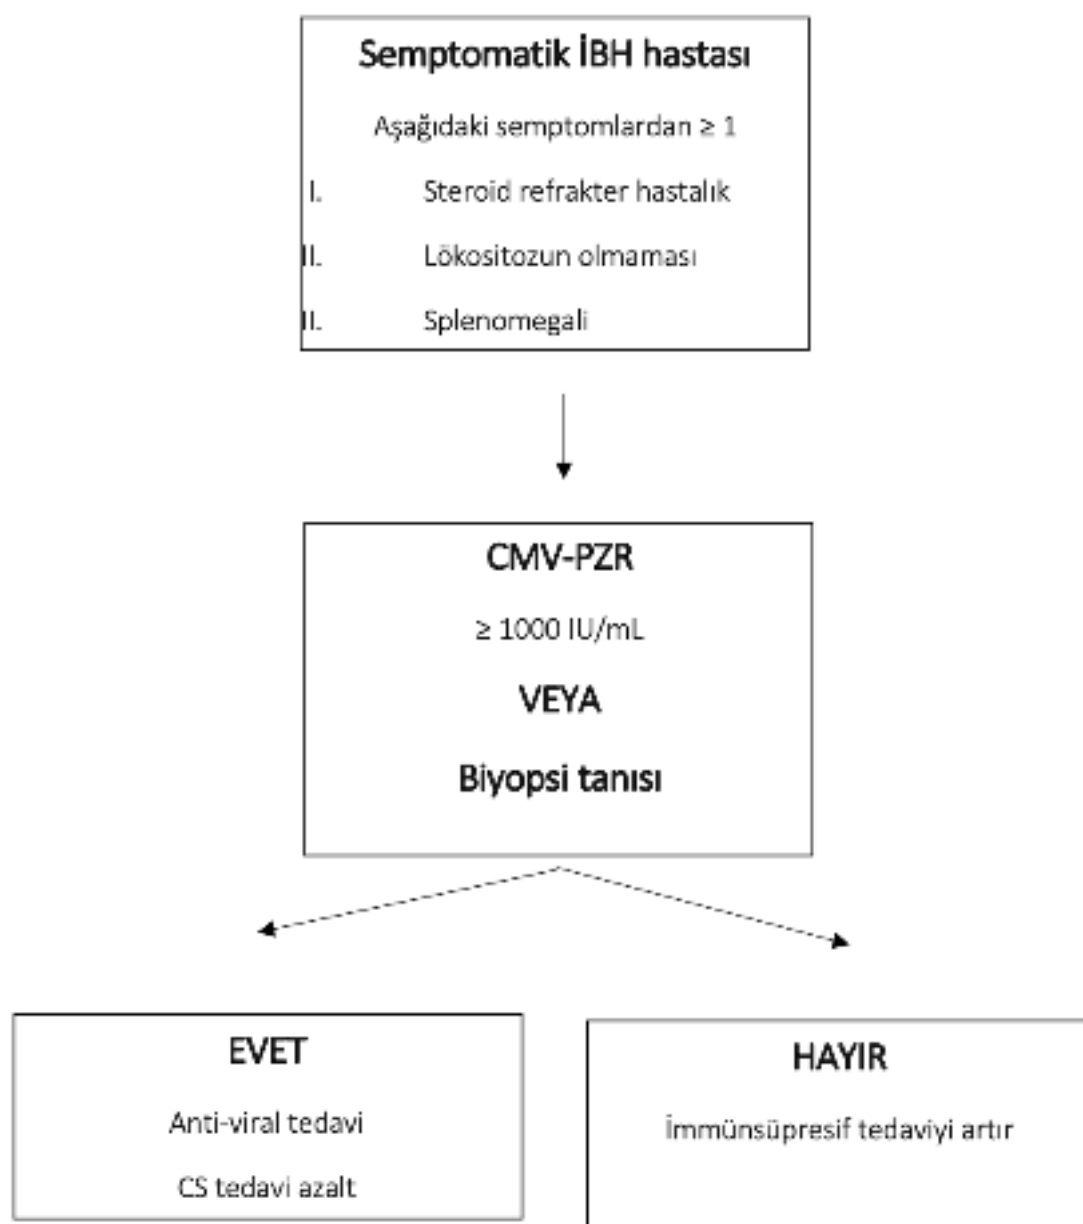 Semptomatik İBH hastası
Aşağıdaki semptomlardan ≥ 1
I. Steroid refrakter hastalık
II. Lökositozun olmaması
II. Splenomegali
CMV-PZR
≥ 1000 IU/mL
VEYA
Biyopsi tanısı
EVET
Anti-viral tedavi
CS tedavi azalt
HAYIR
İmmünsüpresif tedaviyi artır